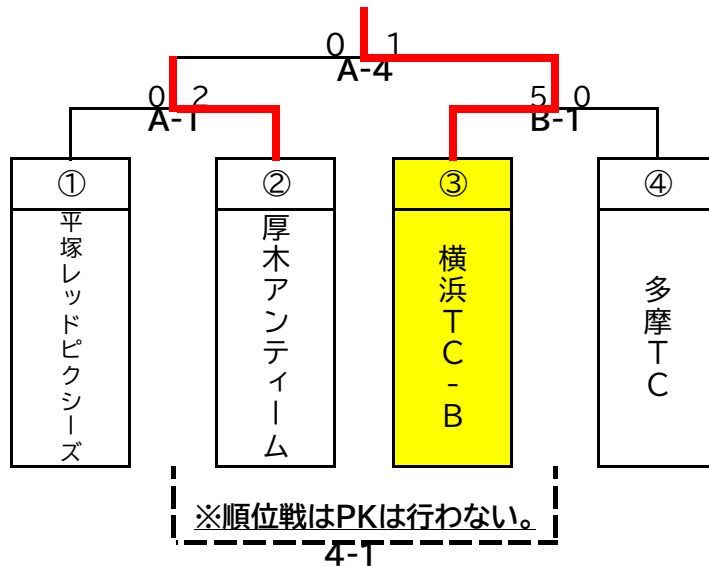 0 1
A-4
0 2
A-1
5 0
B-1
①
②
③
④
平塚レッドピクシーズ
厚木アンティーム
横浜TC-B
多摩TC
※順位戦はPKは行わない。
4-1